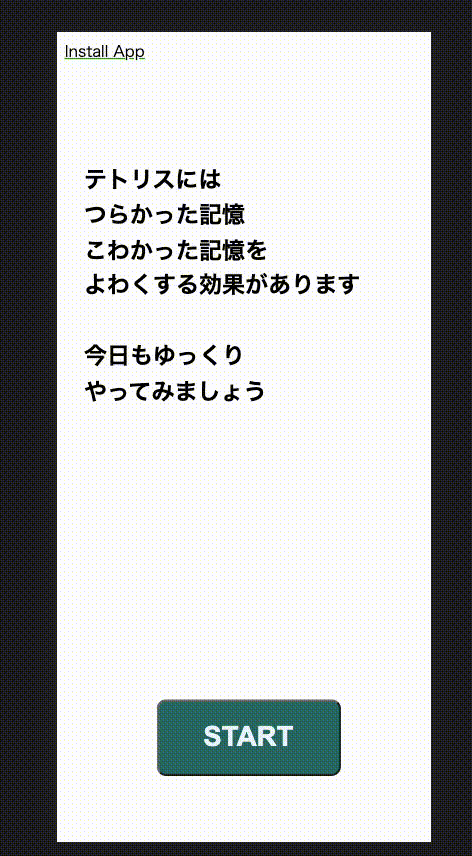 Install App
テトリスには
つらかった記憶
こわかった記憶を
よわくする効果があります
今日もゆっくり
やってみましょう
START